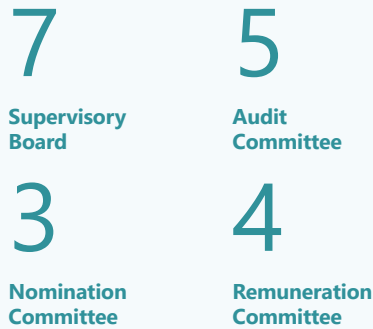 7
Supervisory
Board
5
Audit
Committee
3
Nomination
Committee
4
Remuneration
Committee